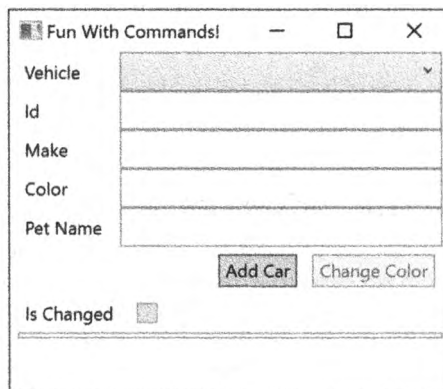 Fun With Commands!
Vehicle
Id
Make
Color
Pet Name
Add Car Change Color
Is Changed